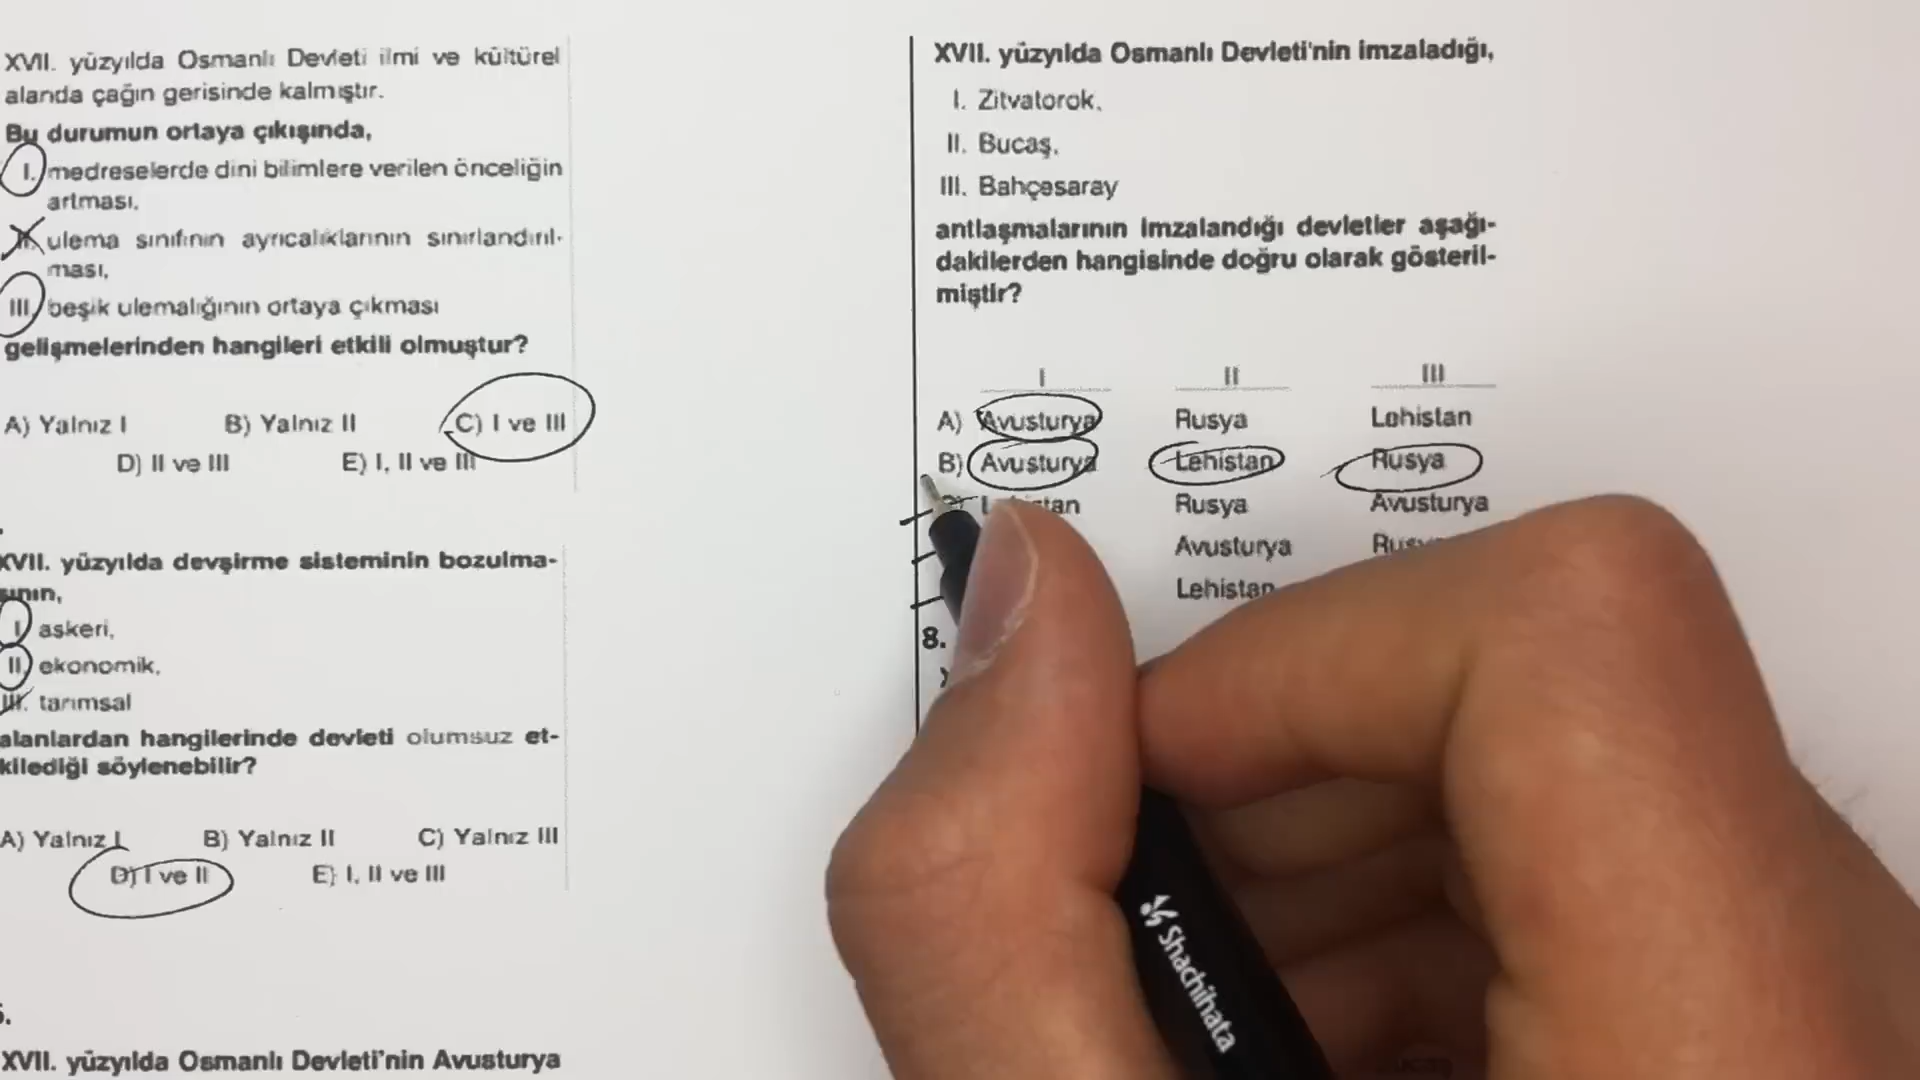 XVII. yüzyılda Osmanlı Devleti ilmi ve kültürel
alanda çağın gerisinde kalmıştır.
Bu durumun ortaya çıkışında,
I. medreselerde dini bilimlere verilen önceliğin
artması,
II. ulema sınıfının ayrıcalıklarının sınırlandırıl-
ması,
III. beşik ulemalığının ortaya çıkması
gelişmelerinden hangileri etkili olmuştur?
A) Yalnız I B) Yalnız II C) I ve III
D) II ve III E) I, II ve III
XVII. yüzyılda devşirme sisteminin bozulma-
sının,
I. askeri,
II. ekonomik,
III. tarımsal
alanlardan hangilerinde devleti olumsuz et-
kilediği söylenebilir?
A) Yalnız I B) Yalnız II C) Yalnız III
D) I ve II E) I, II ve III
XVII. yüzyılda Osmanlı Devleti'nin Avusturya
XVII. yüzyılda Osmanlı Devleti'nin imzaladığı,
I. Zitvatorok,
II. Bucaş,
III. Bahçesaray
antlaşmalarının imzalandığı devletler aşağı-
dakilerden hangisinde doğru olarak gösteril-
miştir?
I II III
A) Avusturya Rusya Lehistan
B) Avusturya Lehistan Rusya
Rusya Avusturya
Avusturya
Lehistan
8.
Shachihata